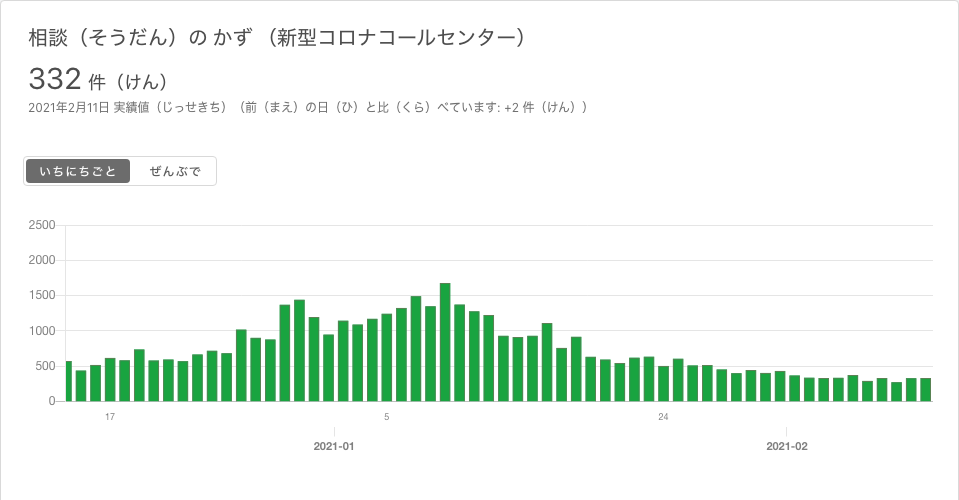 相談（そうだん）の かず （新型コロナコールセンター）
332 件（けん）
2021年2月11日 実績値（じっせきち）（前（まえ）の日（ひ）と比（くら）べています: +2 件（けん））
いちにちごと ぜんぶで
2500
2000
1500
1000
500
0
17 5 24
2021-01 2021-02